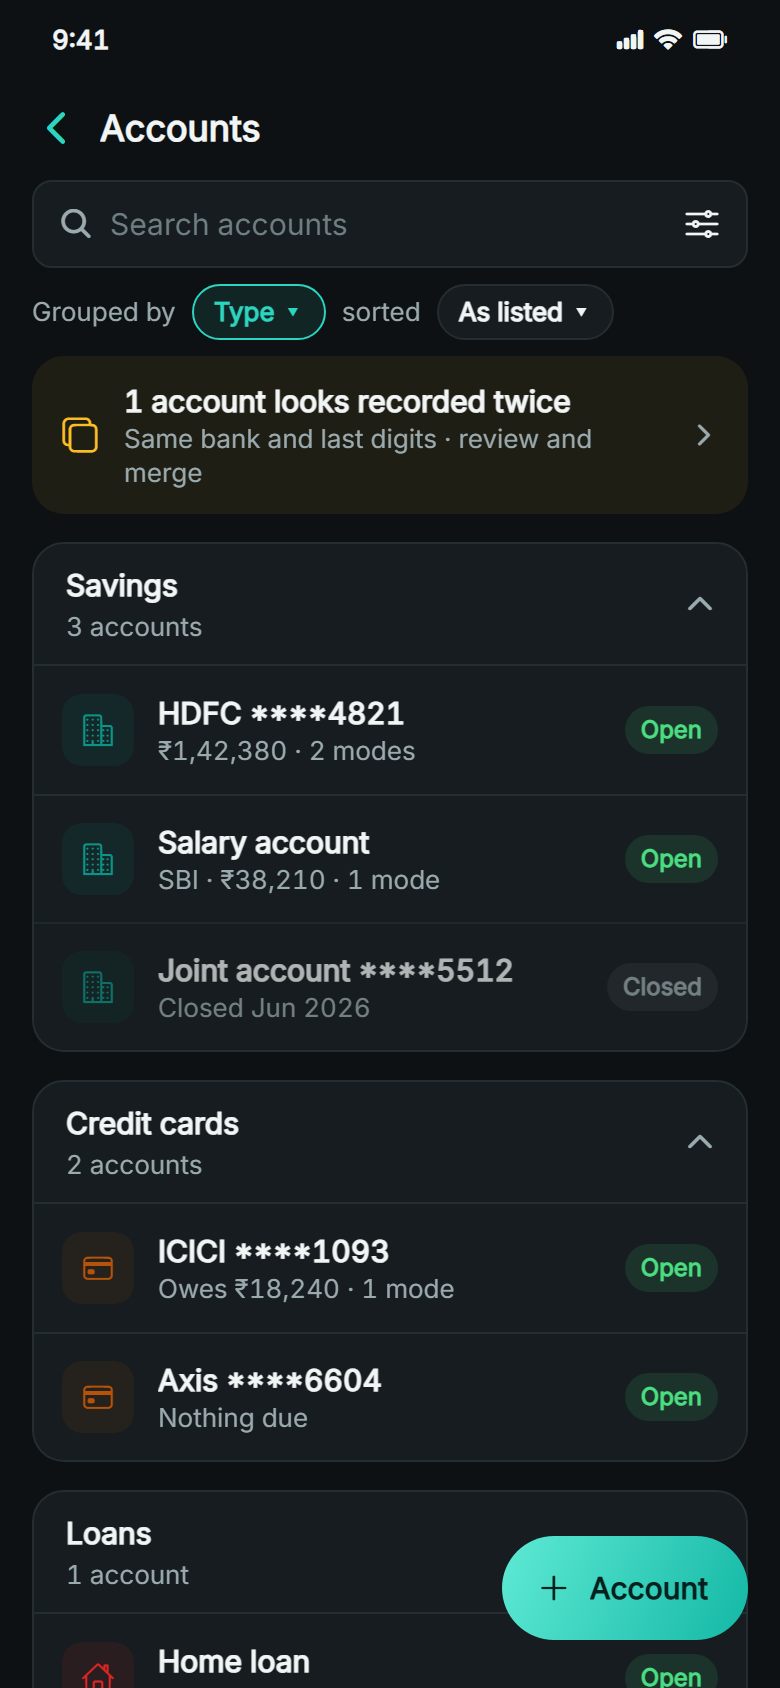 9:41
Accounts
Search accounts
Grouped by Type ▼ sorted As listed ▼
1 account looks recorded twice
Same bank and last digits · review and
merge
Savings
3 accounts
HDFC ****4821
₹1,42,380 · 2 modes
Open
Salary account
SBI · ₹38,210 · 1 mode
Open
Joint account ****5512
Closed Jun 2026
Closed
Credit cards
2 accounts
ICICI ****1093
Owes ₹18,240 · 1 mode
Open
Axis ****6604
Nothing due
Open
Loans
1 account
+ Account
Home loan
Open